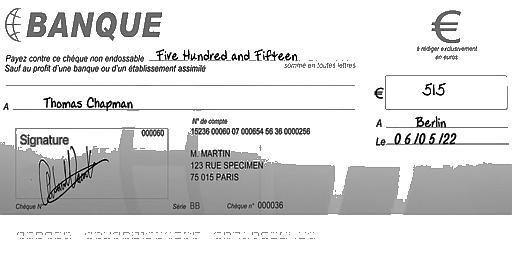 BANQUE
€
à rédiger exclusivement
en euros
Payez contre ce chèque non endossable Five Hundred and Fifteen
Sauf au profit d'une banque ou d'un établissement assimilé
somme en toutes lettres
€ 515
A Thomas Chapman
A Berlin
Le 06/05/22
Signature
000060
N° de compte
15236 00060 07 000654 56 36 0000256
M. MARTIN
123 RUE SPECIMEN
75 015 PARIS
Chèque N°
Série BB
Chèque n° 000036